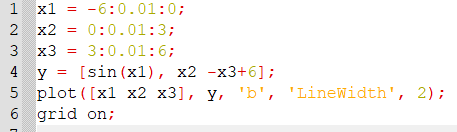 1 x1 = -6:0.01:0;
2 x2 = 0:0.01:3;
3 x3 = 3:0.01:6;
4 y = [sin(x1), x2 -x3+6];
5 plot([x1 x2 x3], y, 'b', 'LineWidth', 2);
6 grid on;